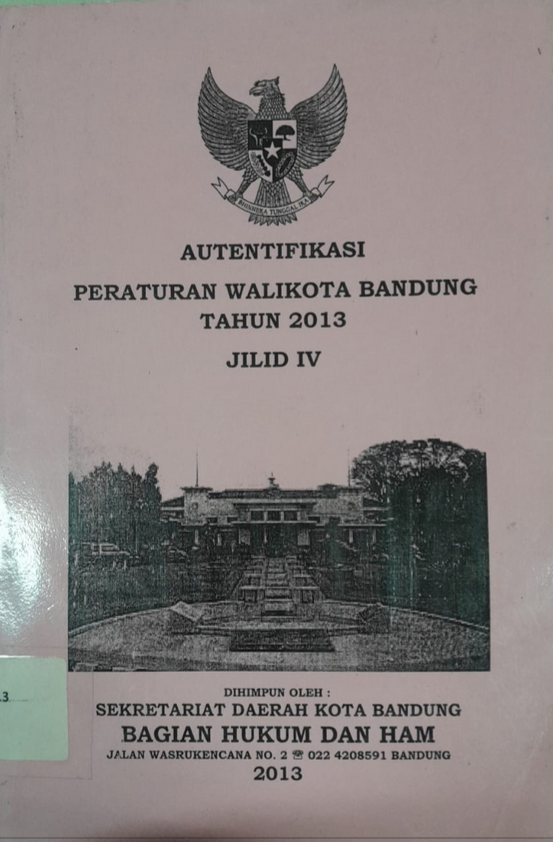 BHINNEKA TUNGGAL IKA
AUTENTIFIKASI
PERATURAN WALIKOTA BANDUNG
TAHUN 2013
JILID IV
DIHIMPUN OLEH :
SEKRETARIAT DAERAH KOTA BANDUNG
BAGIAN HUKUM DAN HAM
JALAN WASRUKENCANA NO. 2 ☏ 022 4208591 BANDUNG
2013